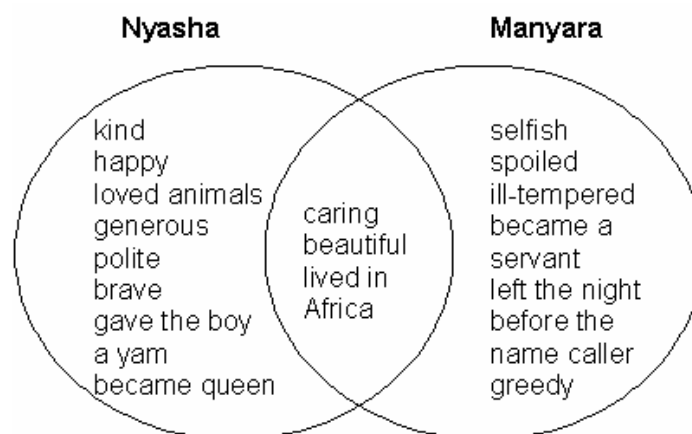 Nyasha
Manyara
kind
happy
loved animals
generous
polite
brave
gave the boy
a yam
became queen
caring
beautiful
lived in
Africa
selfish
spoiled
ill-tempered
became a
servant
left the night
before the
name caller
greedy